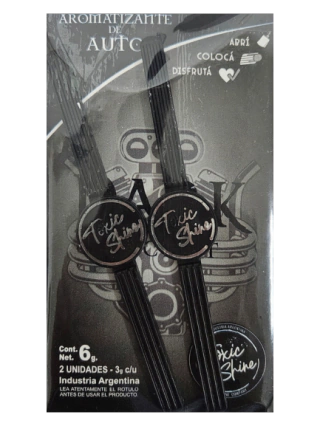 AROMATIZANTE
DE
AUTO
ABRÍ
COLOCÁ
DISFRUTÁ
Toxic
Shine
Toxic
Shine
K
Cont.
Net. 6g.
2 UNIDADES - 3g c/u
Industria Argentina
LEA ATENTAMENTE EL ROTULO
ANTES DE USAR EL PRODUCTO
Toxic
Shine